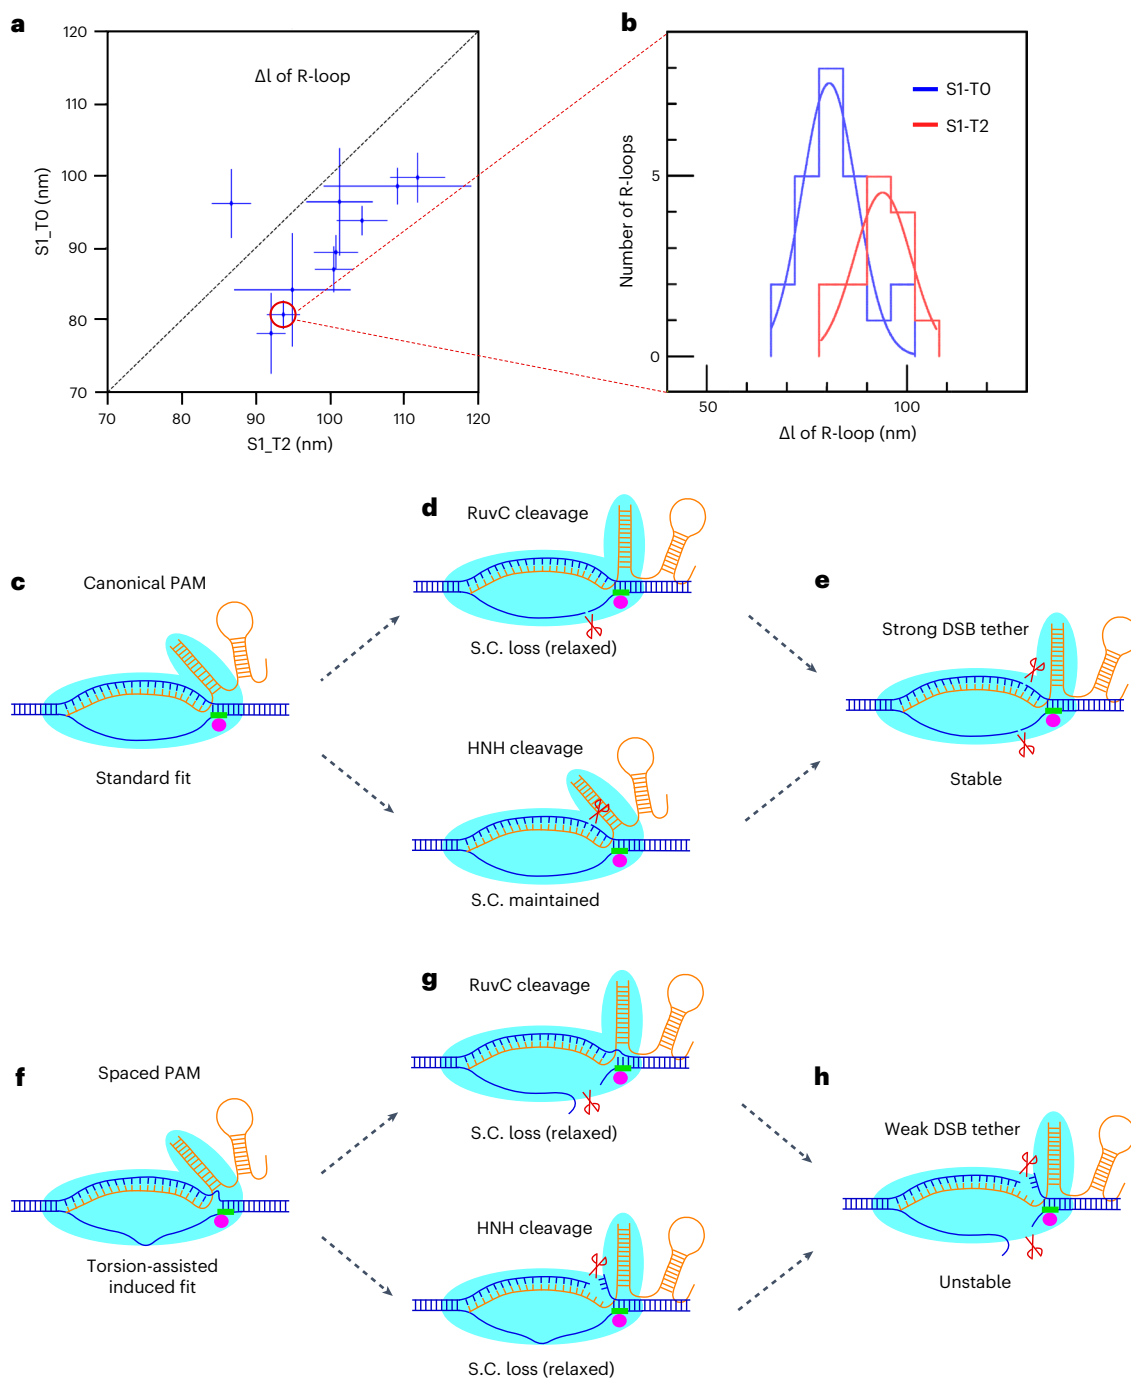 a
120
110
100
90
80
70
S1_T0 (nm)
Δl of R-loop
70
80
90
100
110
120
S1_T2 (nm)
b
5
0
Number of R-loops
S1-T0
S1-T2
50
100
Δl of R-loop (nm)
c
Canonical PAM
Standard fit
d
RuvC cleavage
S.C. loss (relaxed)
HNH cleavage
S.C. maintained
e
Strong DSB tether
Stable
f
Spaced PAM
Torsion-assisted
induced fit
g
RuvC cleavage
S.C. loss (relaxed)
HNH cleavage
S.C. loss (relaxed)
h
Weak DSB tether
Unstable